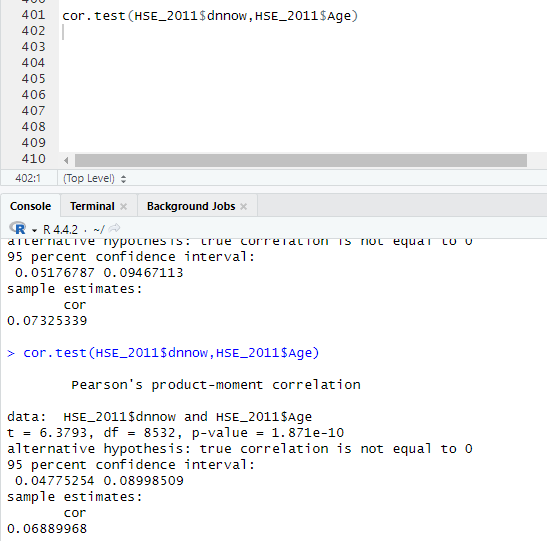 401 cor.test(HSE_2011$dnnow,HSE_2011$Age)
402
403
404
405
406
407
408
409
410
402:1 (Top Level)
Console Terminal Background Jobs
R 4.4.2 · ~/
alternative hypothesis: true correlation is not equal to 0
95 percent confidence interval:
0.05176787 0.09467113
sample estimates:
cor
0.07325339
> cor.test(HSE_2011$dnnow,HSE_2011$Age)
Pearson's product-moment correlation
data: HSE_2011$dnnow and HSE_2011$Age
t = 6.3793, df = 8532, p-value = 1.871e-10
alternative hypothesis: true correlation is not equal to 0
95 percent confidence interval:
0.04775254 0.08998509
sample estimates:
cor
0.06889968